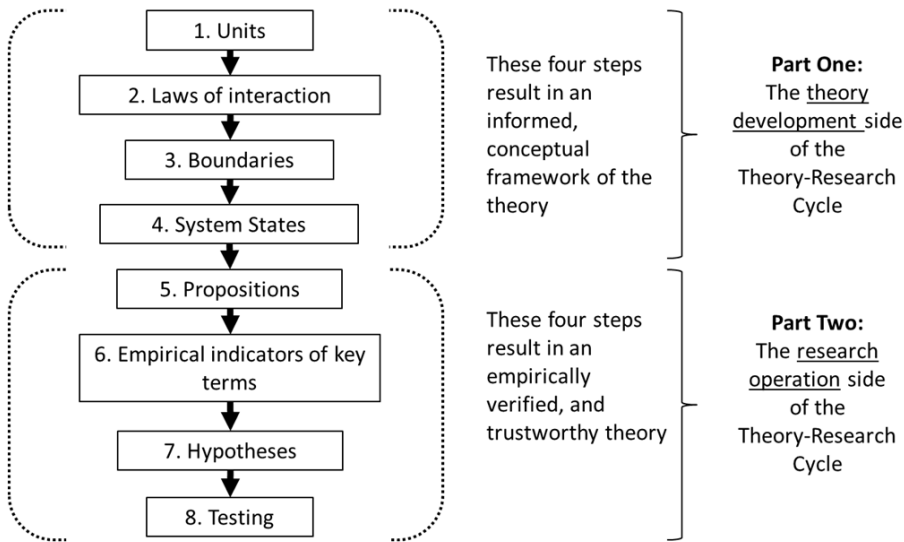 1. Units
2. Laws of interaction
3. Boundaries
4. System States
These four steps
result in an
informed,
conceptual
framework of the
theory
Part One:
The theory
development side
of the
Theory-Research
Cycle
5. Propositions
6. Empirical indicators of key
terms
7. Hypotheses
8. Testing
These four steps
result in an
empirically
verified, and
trustworthy theory
Part Two:
The research
operation side
of the
Theory-Research
Cycle